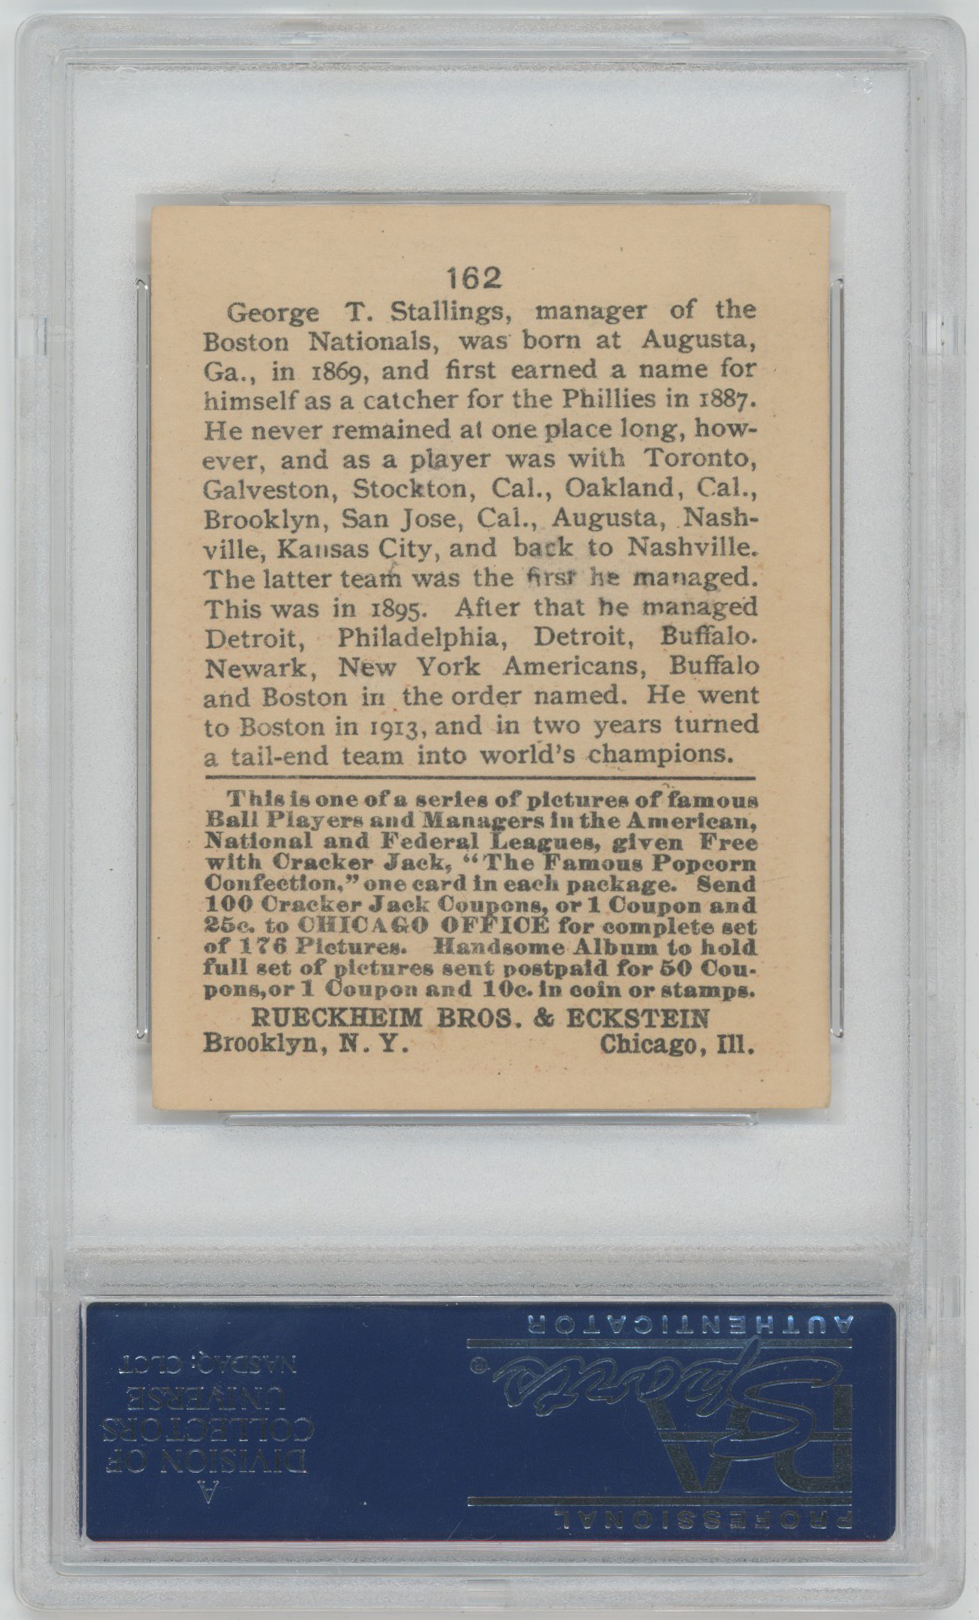 162
George T. Stallings, manager of the
Boston Nationals, was born at Augusta,
Ga., in 1869, and first earned a name for
himself as a catcher for the Phillies in 1887.
He never remained at one place long, how-
ever, and as a player was with Toronto,
Galveston, Stockton, Cal., Oakland, Cal.,
Brooklyn, San Jose, Cal., Augusta, Nash-
ville, Kansas City, and back to Nashville.
The latter team was the first he managed.
This was in 1895. After that he managed
Detroit, Philadelphia, Detroit, Buffalo.
Newark, New York Americans, Buffalo
and Boston in the order named. He went
to Boston in 1913, and in two years turned
a tail-end team into world's champions.
This is one of a series of pictures of famous
Ball Players and Managers in the American,
National and Federal Leagues, given Free
with Cracker Jack, “The Famous Popcorn
Confection,” one card in each package. Send
100 Cracker Jack Coupons, or 1 Coupon and
25c. to CHICAGO OFFICE for complete set
of 176 Pictures. Handsome Album to hold
full set of pictures sent postpaid for 50 Cou-
pons, or 1 Coupon and 10c. in coin or stamps.
RUECKHEIM BROS. & ECKSTEIN
Brooklyn, N. Y. Chicago, Ill.
PROFESSIONAL
PSA
Sports®
AUTHENTICATOR
A
DIVISION OF
COLLECTORS
UNIVERSE
NASDAQ: CLCT